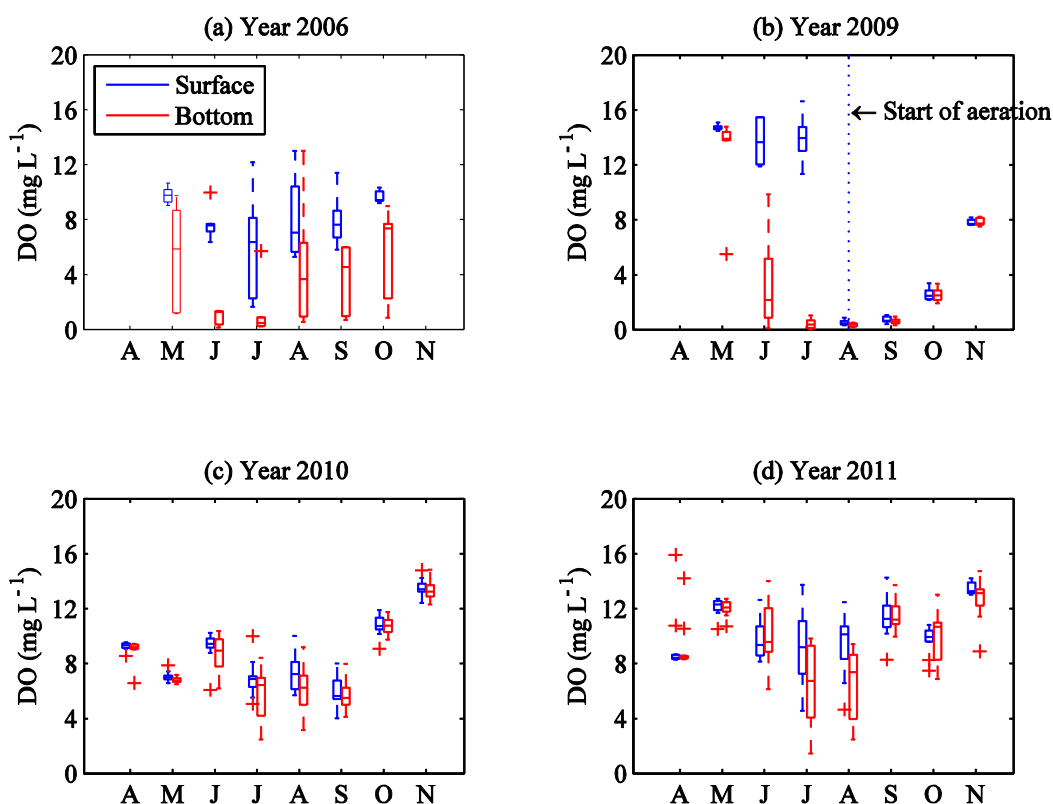 (a) Year 2006
20
16
12
8
4
0
DO (mg L⁻¹)
Surface
Bottom
A M J J A S O N
(b) Year 2009
20
16
12
8
4
0
DO (mg L⁻¹)
← Start of aeration
A M J J A S O N
(c) Year 2010
20
16
12
8
4
0
DO (mg L⁻¹)
A M J J A S O N
(d) Year 2011
20
16
12
8
4
0
DO (mg L⁻¹)
A M J J A S O N